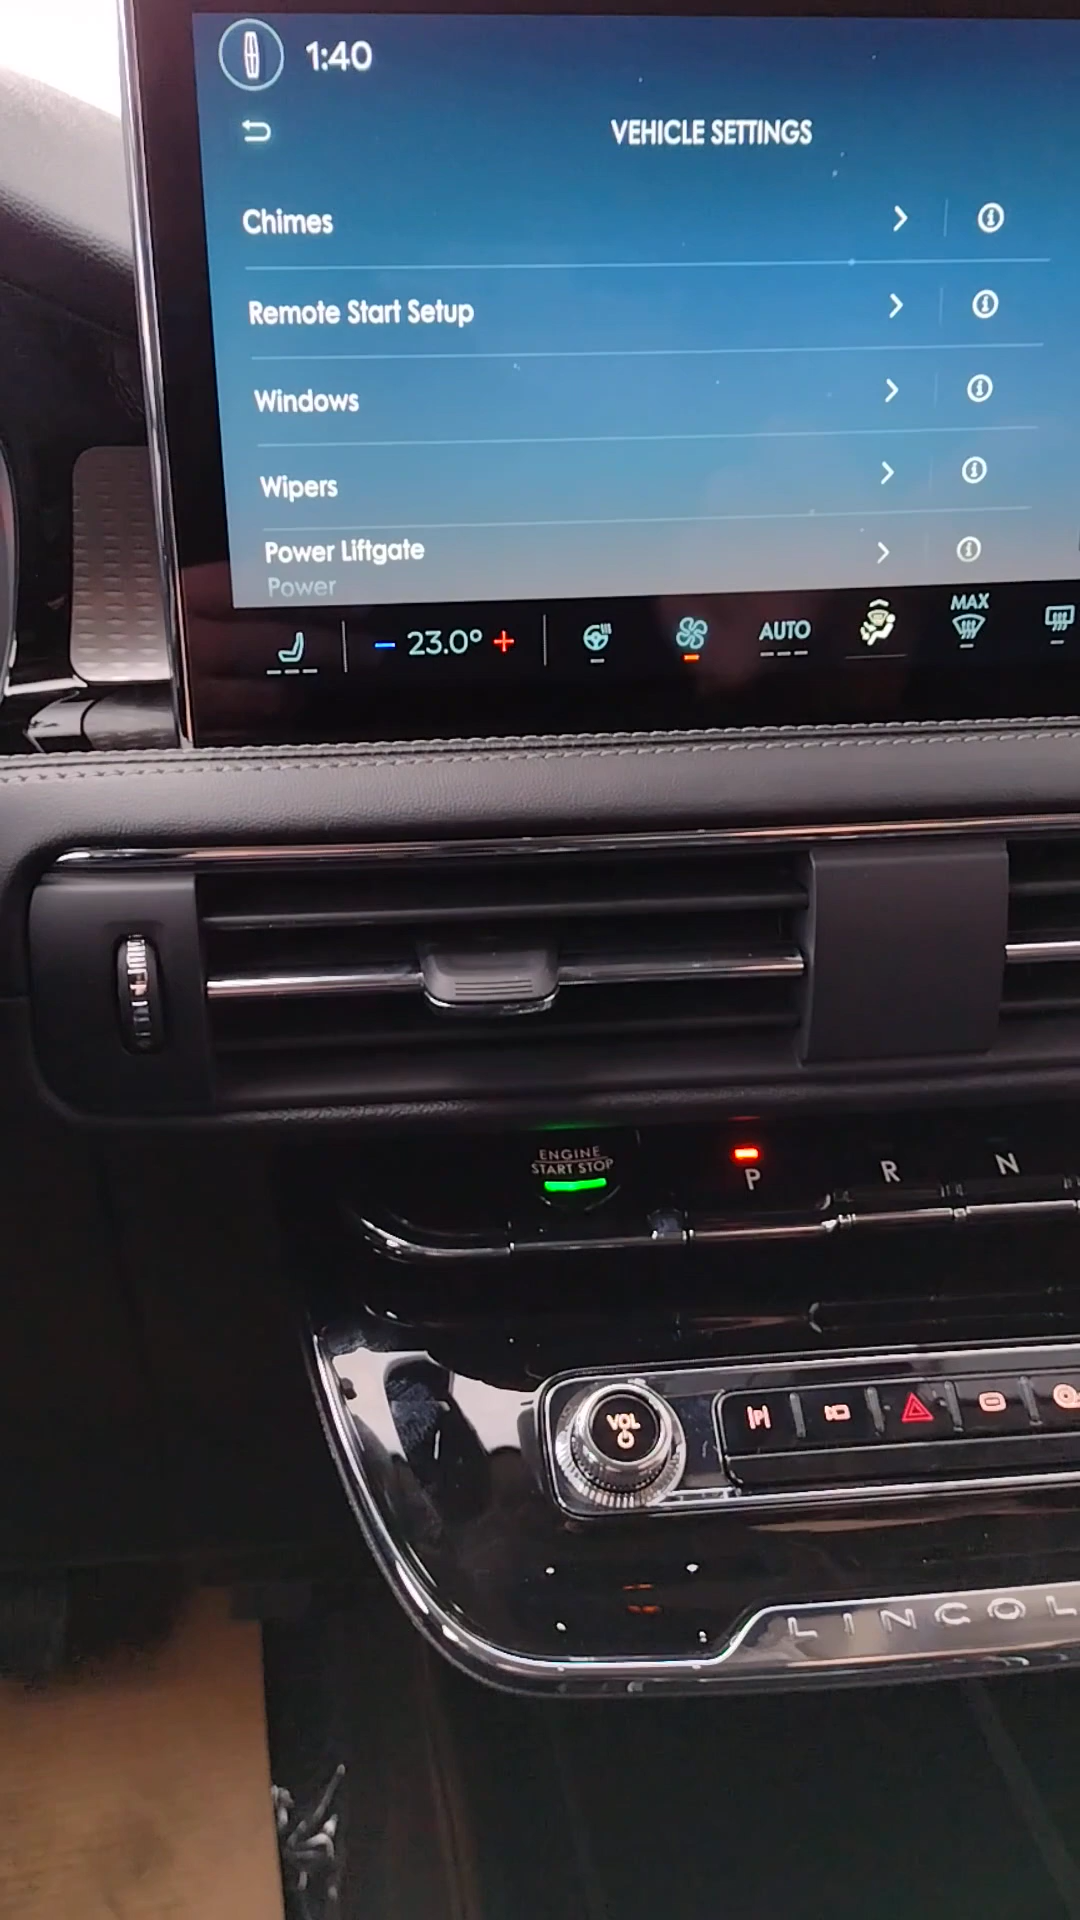 1:40
VEHICLE SETTINGS
Chimes
Remote Start Setup
Windows
Wipers
Power Liftgate
Power
23.0°
AUTO
MAX
ENGINE
START STOP
P
R
N
VOL
P
LINCOL